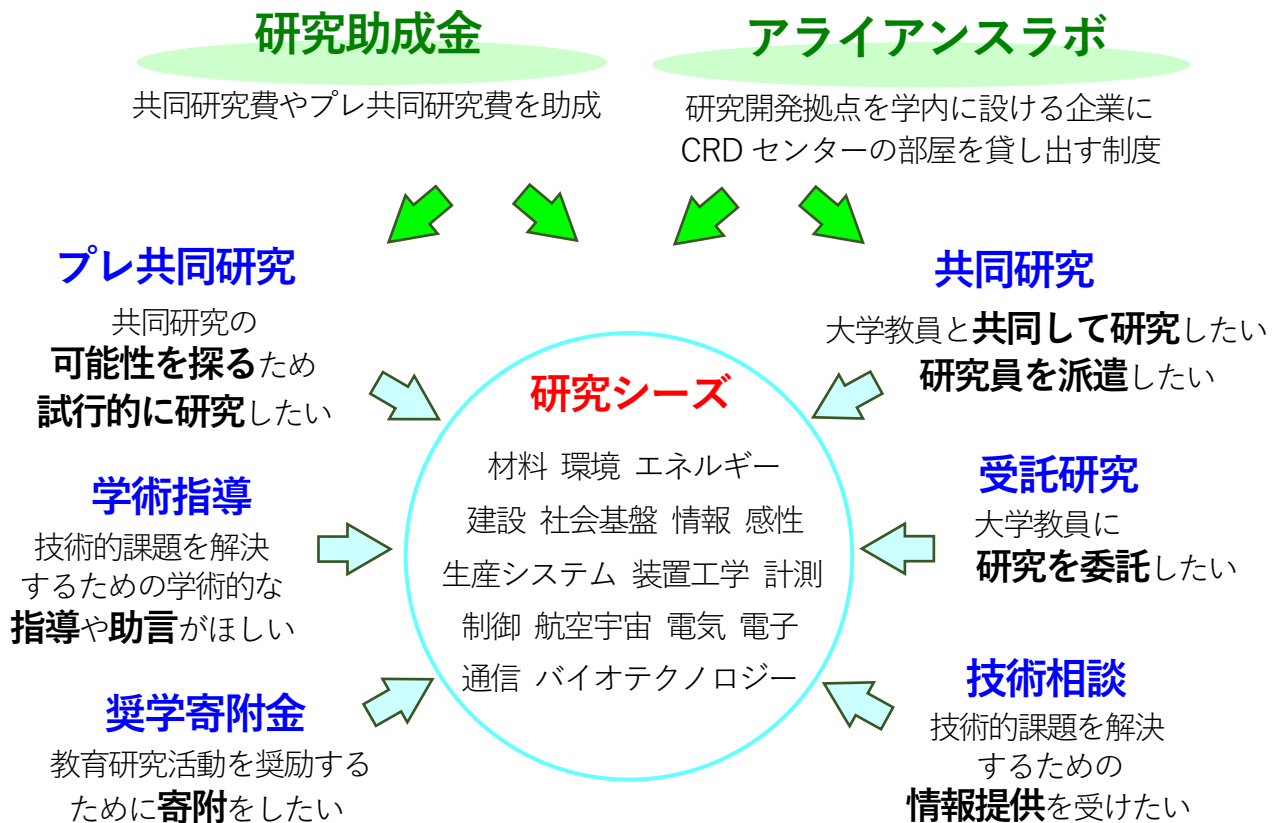 研究助成金
共同研究費やプレ共同研究費を助成
アライアンスラボ
研究開発拠点を学内に設ける企業に
CRD センターの部屋を貸し出す制度
プレ共同研究
共同研究の
可能性を探るため
試行的に研究したい
学術指導
技術的課題を解決
するための学術的な
指導や助言がほしい
奨学寄附金
教育研究活動を奨励する
ために寄附をしたい
研究シーズ
材料 環境 エネルギー
建設 社会基盤 情報 感性
生産システム 装置工学 計測
制御 航空宇宙 電気 電子
通信 バイオテクノロジー
共同研究
大学教員と共同して研究したい
研究員を派遣したい
受託研究
大学教員に
研究を委託したい
技術相談
技術的課題を解決
するための
情報提供を受けたい